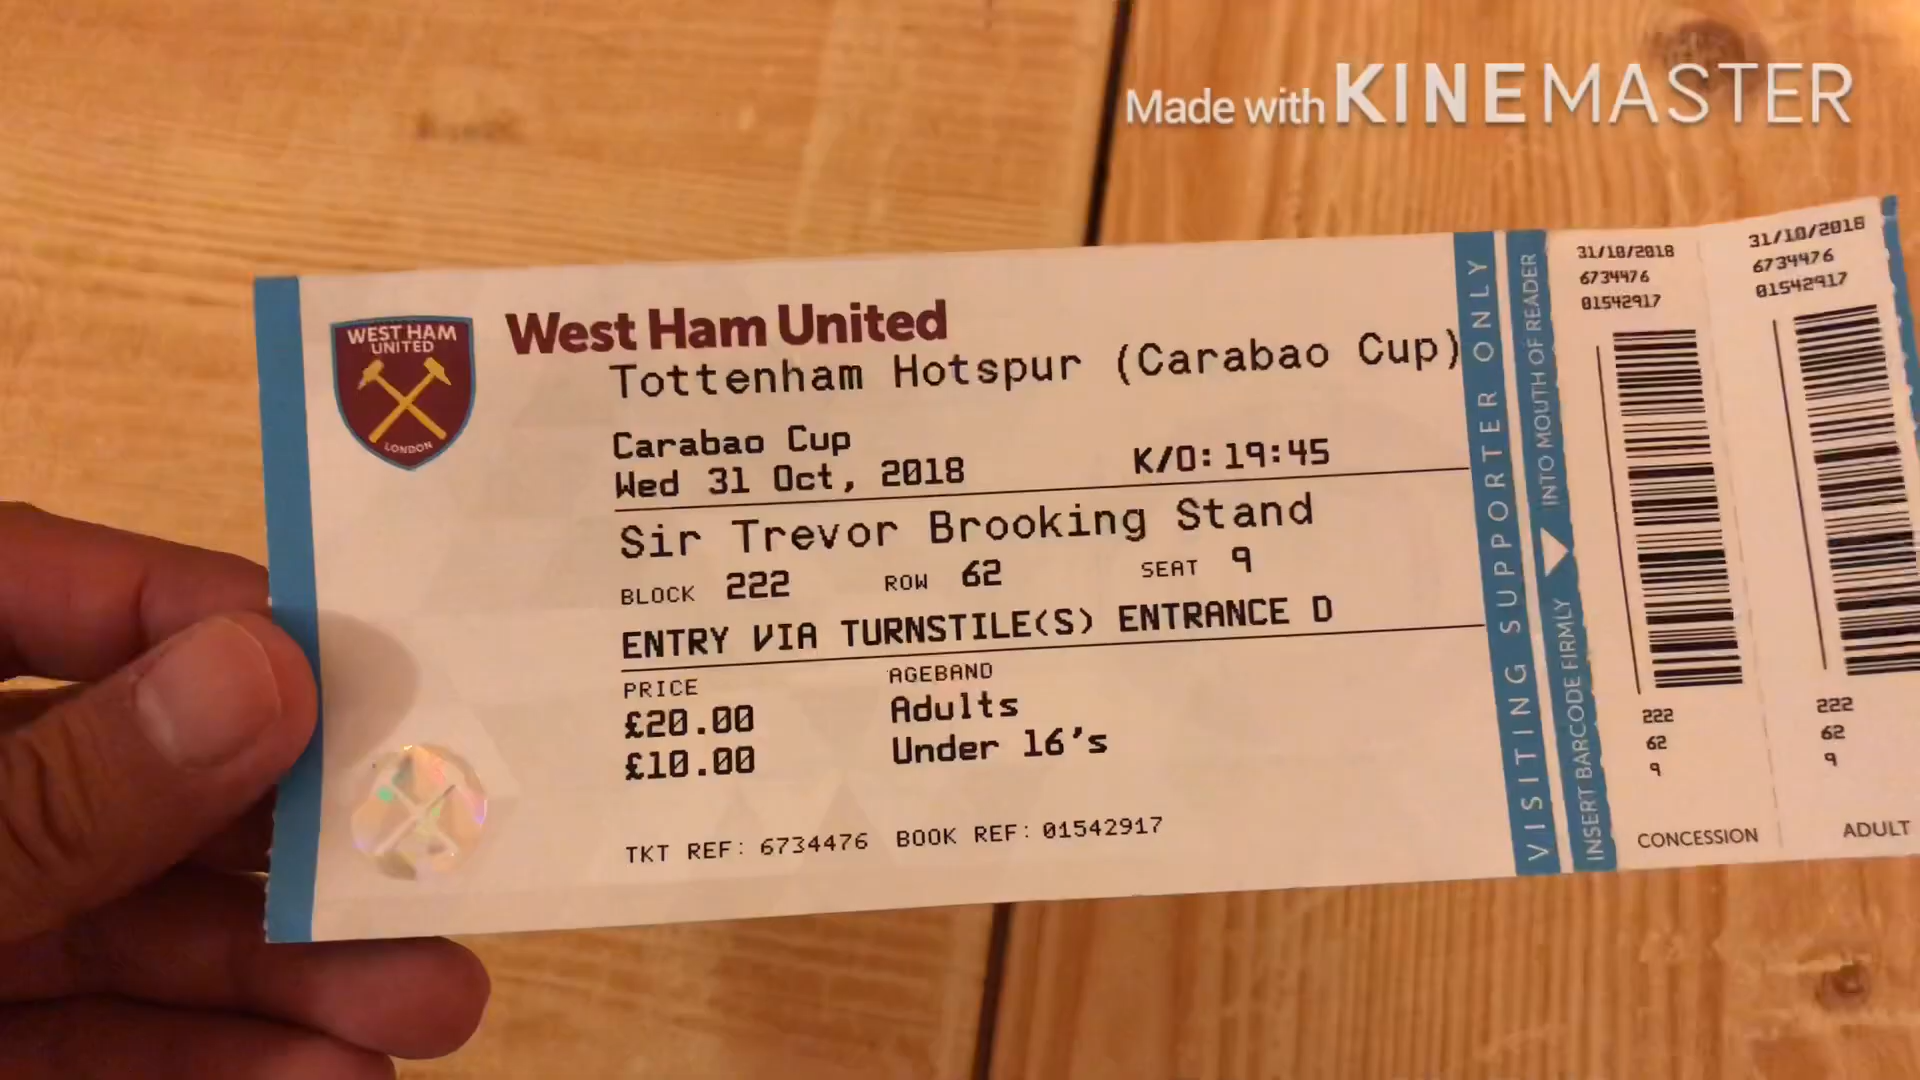 Made with KINEMASTER
WEST HAM
UNITED
LONDON
West Ham United
Tottenham Hotspur (Carabao Cup)
Carabao Cup
Wed 31 Oct, 2018 K/O: 19:45
Sir Trevor Brooking Stand
BLOCK 222 ROW 62 SEAT 9
ENTRY VIA TURNSTILE(S) ENTRANCE D
PRICE AGEBAND
£20.00 Adults
£10.00 Under 16's
TKT REF: 6734476 BOOK REF: 01542917
VISITING SUPPORTER ONLY
INSERT BARCODE FIRMLY INTO MOUTH OF READER
31/10/2018
6734476
01542917
222
62
9
CONCESSION
31/10/2018
6734476
01542917
222
62
9
ADULT